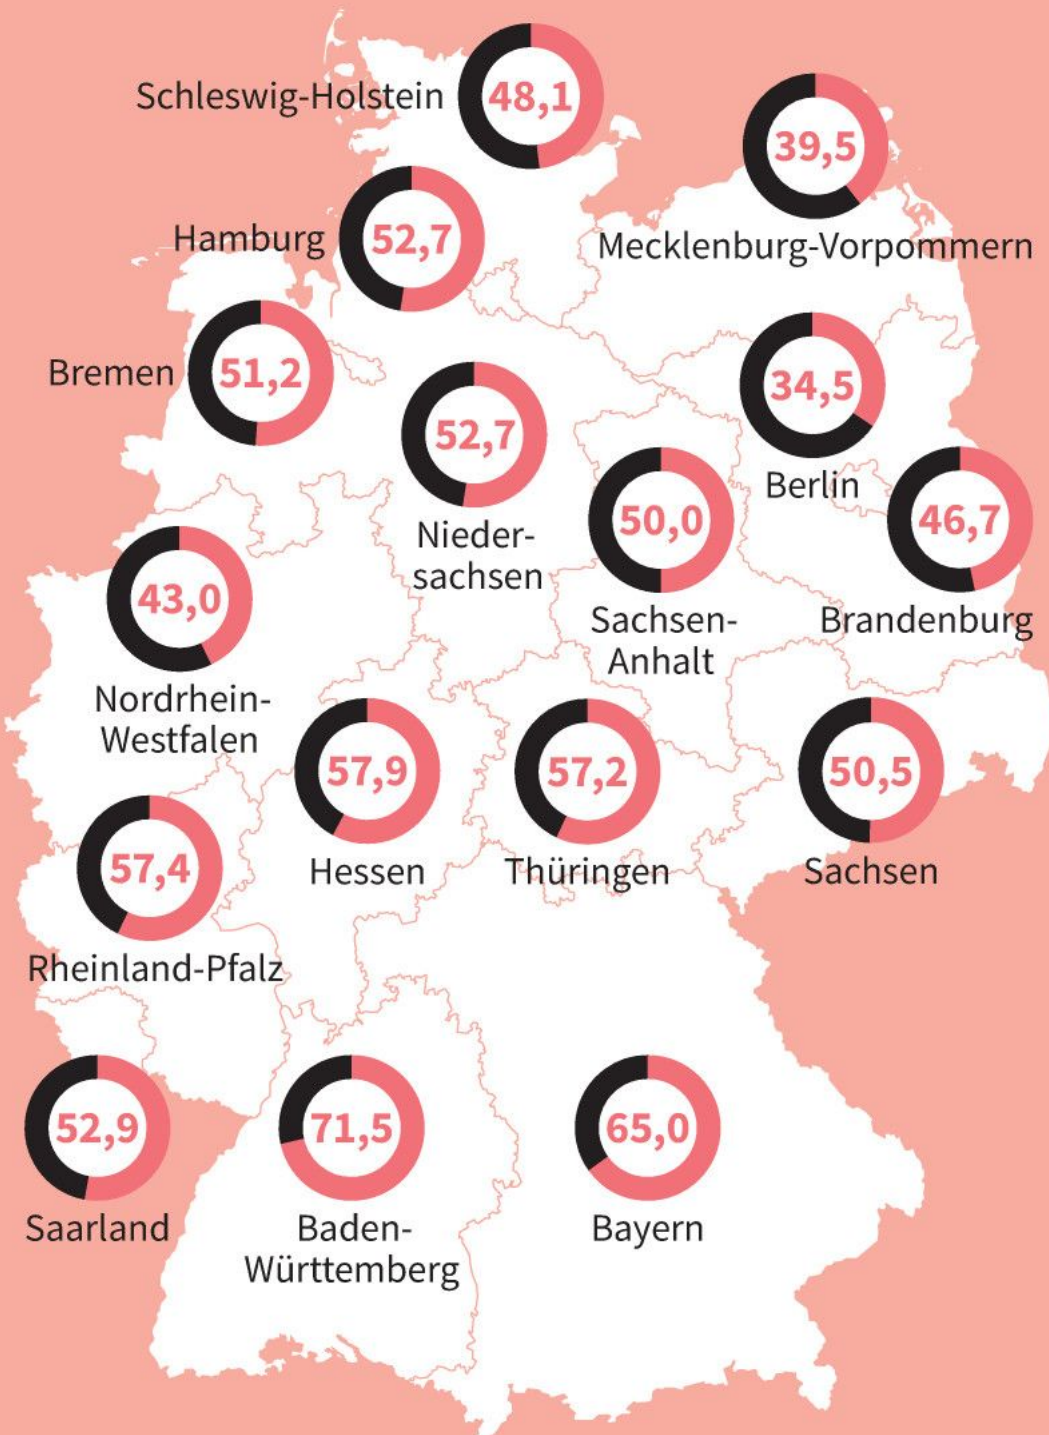 Schleswig-Holstein
48,1
39,5
Mecklenburg-Vorpommern
Hamburg
52,7
Bremen
51,2
52,7
Nieder-
sachsen
34,5
Berlin
50,0
Sachsen-
Anhalt
46,7
Brandenburg
43,0
Nordrhein-
Westfalen
57,9
Hessen
57,2
Thüringen
50,5
Sachsen
57,4
Rheinland-Pfalz
52,9
Saarland
71,5
Baden-
Württemberg
65,0
Bayern